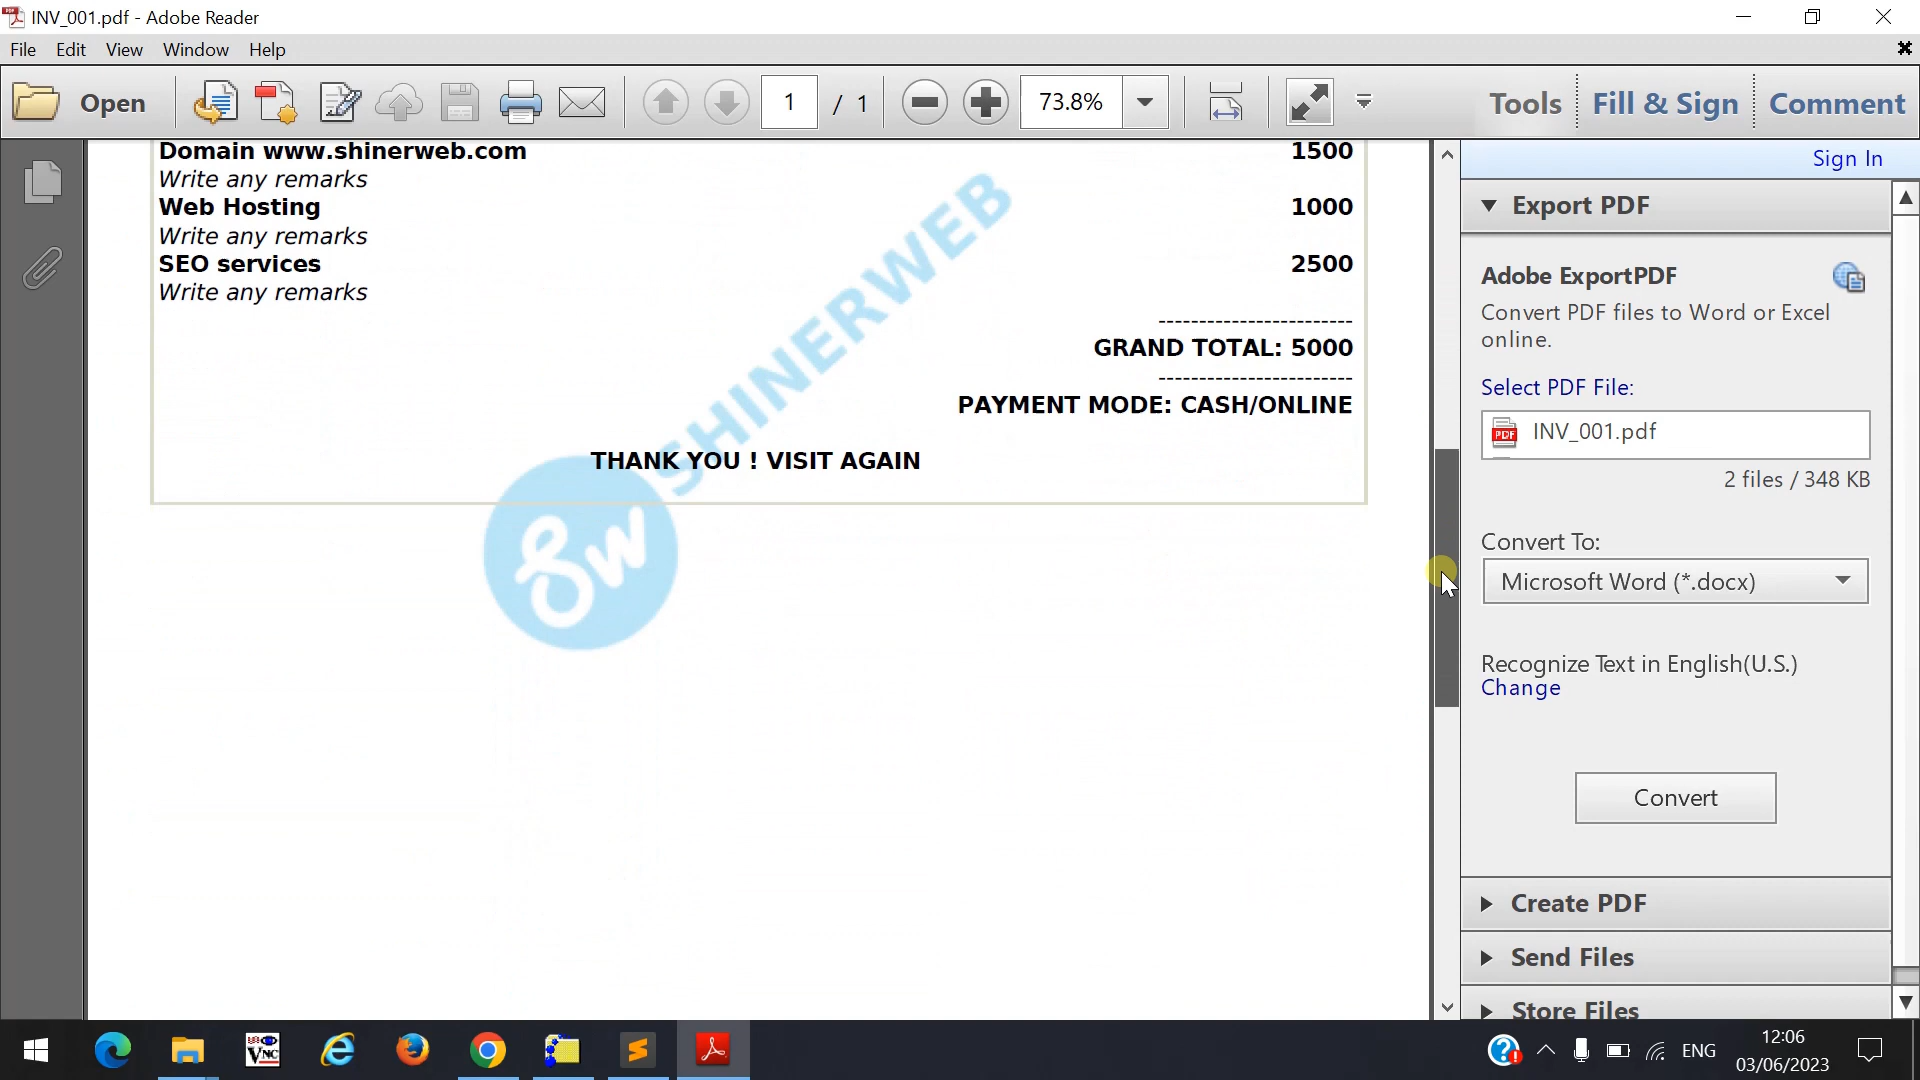 INV_001.pdf - Adobe Reader
File Edit View Window Help
Open 1 / 1 73.8% Tools Fill & Sign Comment
Sign In
Domain www.shinerweb.com 1500
Write any remarks
Web Hosting 1000
Write any remarks
SEO services 2500
Write any remarks
------------------------
GRAND TOTAL: 5000
------------------------
PAYMENT MODE: CASH/ONLINE
THANK YOU ! VISIT AGAIN
SHINERWEB
Sw
Export PDF
Adobe ExportPDF
Convert PDF files to Word or Excel
online.
Select PDF File:
PDF INV_001.pdf
2 files / 348 KB
Convert To:
Microsoft Word (*.docx)
Recognize Text in English(U.S.)
Change
Convert
Create PDF
Send Files
Store Files
VNC
S
ENG
12:06
03/06/2023